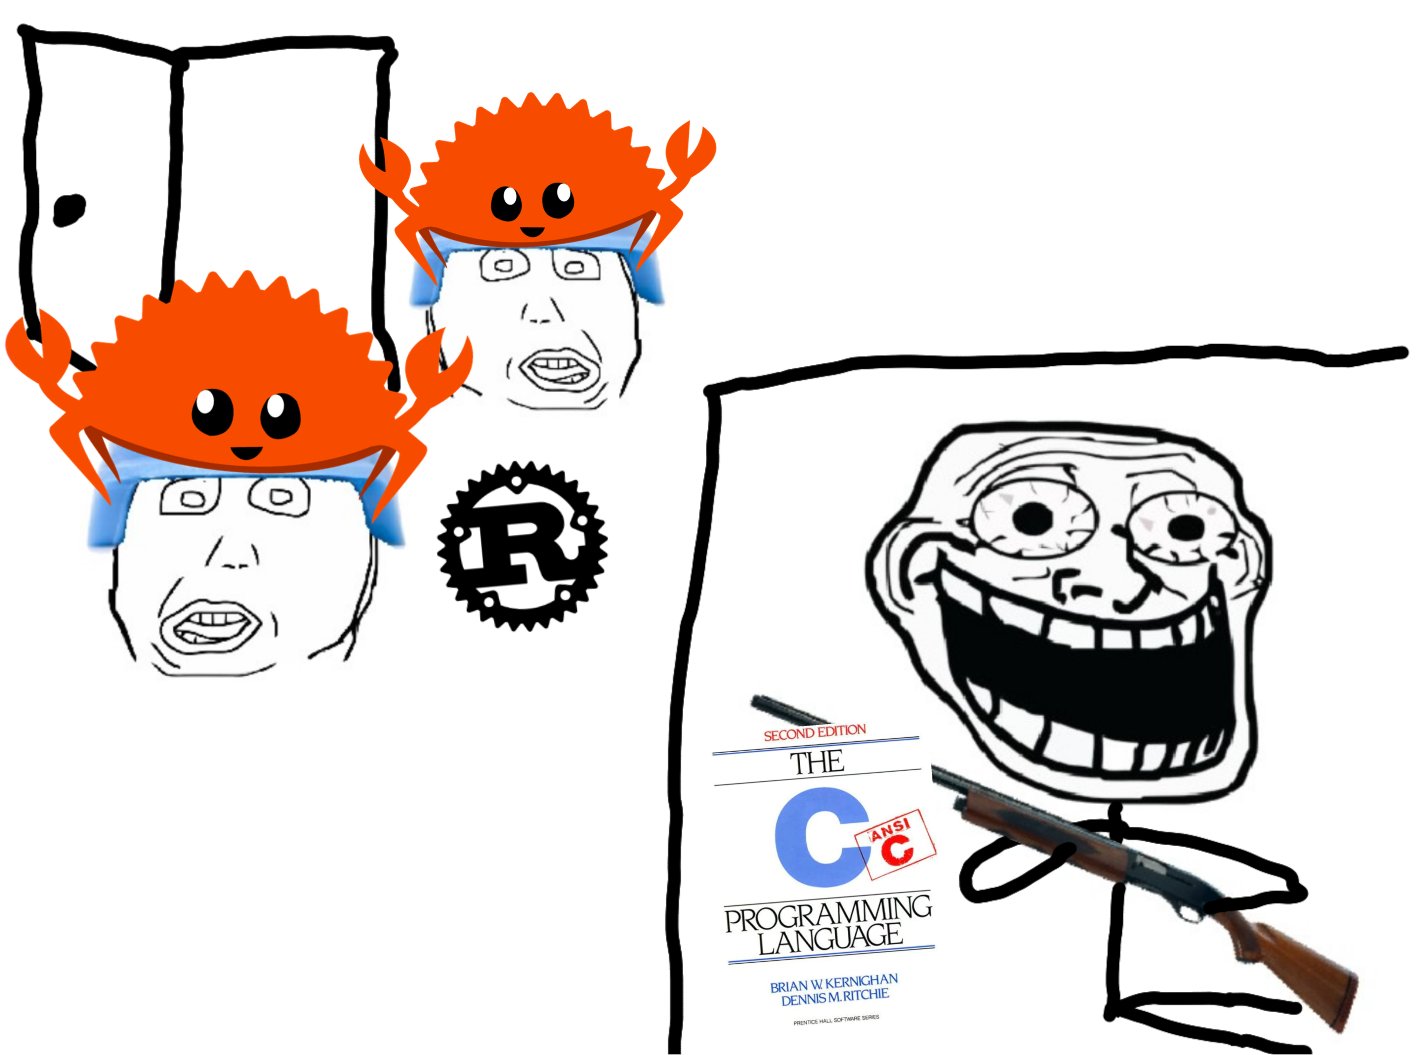 R
SECOND EDITION
THE
C
ANSI
C
PROGRAMMING
LANGUAGE
BRIAN W. KERNIGHAN
DENNIS M. RITCHIE
PRENTICE HALL SOFTWARE SERIES